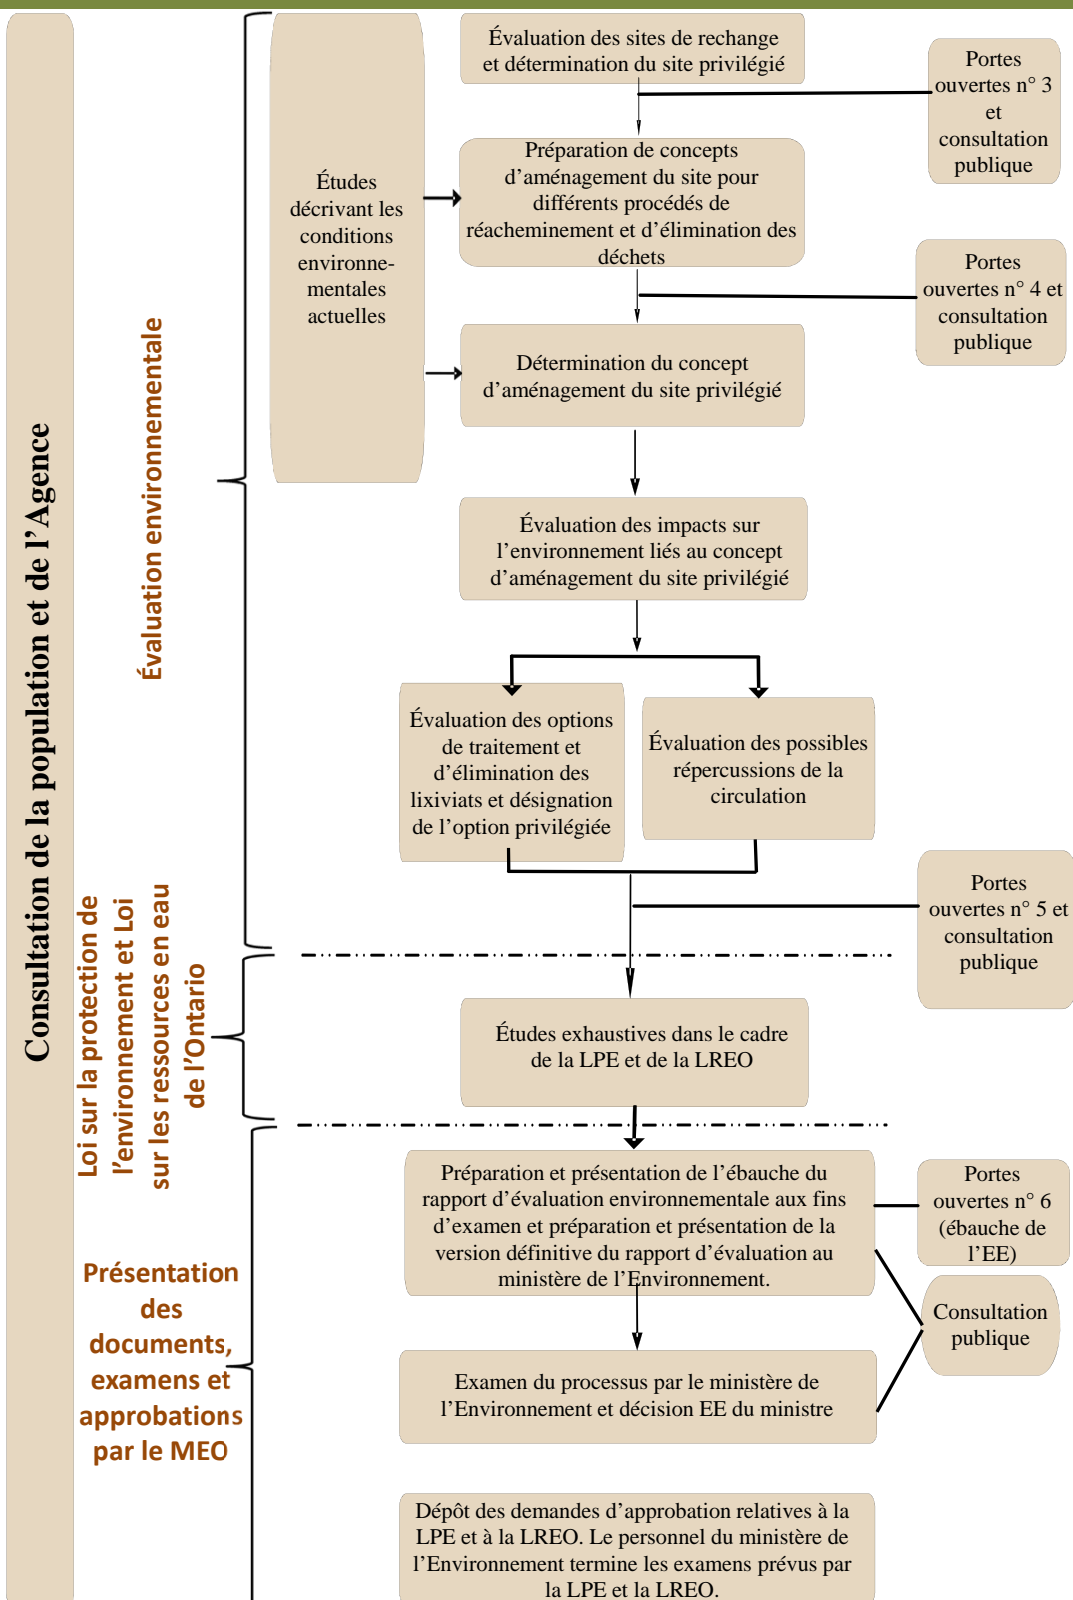 Consultation de la population et de l’Agence
Évaluation environnementale
Études
décrivant les
conditions
environne-
mentales
actuelles
Évaluation des sites de rechange
et détermination du site privilégié
Portes
ouvertes n° 3
et
consultation
publique
Préparation de concepts
d’aménagement du site pour
différents procédés de
réacheminement et d’élimination des
déchets
Portes
ouvertes n° 4 et
consultation
publique
Détermination du concept
d’aménagement du site privilégié
Évaluation des impacts sur
l’environnement liés au concept
d’aménagement du site privilégié
Évaluation des options
de traitement et
d’élimination des
lixiviats et désignation
de l’option privilégiée
Évaluation des possibles
répercussions de la
circulation
Portes
ouvertes n° 5 et
consultation
publique
Loi sur la protection de
l’environnement et Loi
sur les ressources en eau
de l’Ontario
Études exhaustives dans le cadre
de la LPE et de la LREO
Présentation
des
documents,
examens et
approbations
par le MEO
Préparation et présentation de l’ébauche du
rapport d’évaluation environnementale aux fins
d’examen et préparation et présentation de la
version définitive du rapport d’évaluation au
ministère de l’Environnement.
Portes
ouvertes n° 6
(ébauche de
l’EE)
Consultation
publique
Examen du processus par le ministère de
l’Environnement et décision EE du ministre
Dépôt des demandes d’approbation relatives à la
LPE et à la LREO. Le personnel du ministère de
l’Environnement termine les examens prévus par
la LPE et la LREO.